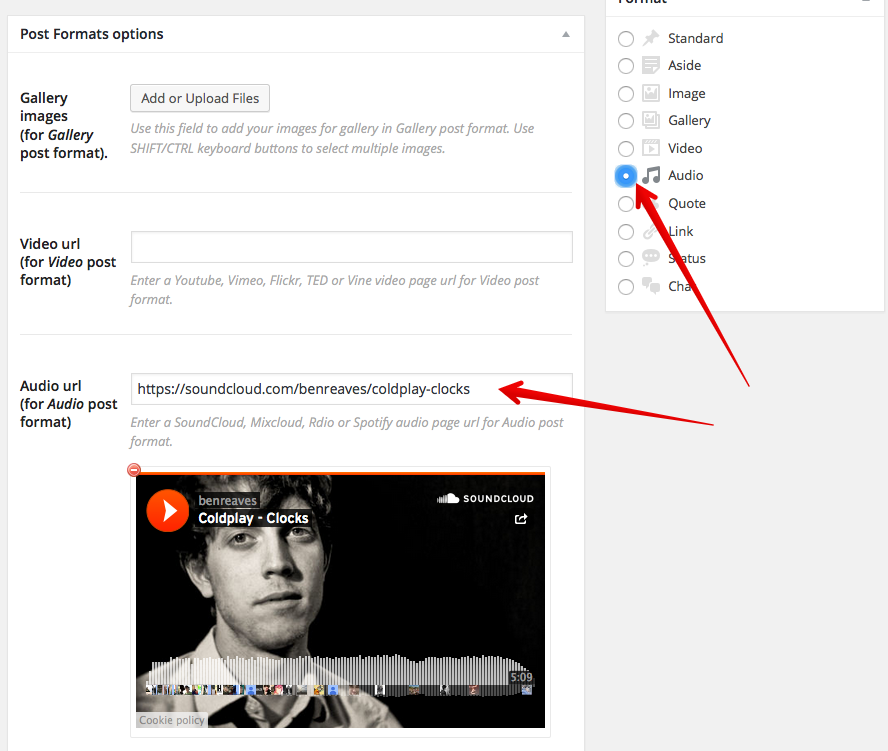 Post Formats options
Gallery
images
(for Gallery
post format).
Add or Upload Files
Use this field to add your images for gallery in Gallery post format. Use
SHIFT/CTRL keyboard buttons to select multiple images.
Video url
(for Video post
format)
Enter a Youtube, Vimeo, Flickr, TED or Vine video page url for Video post
format.
Audio url
(for Audio post
format)
https://soundcloud.com/benreaves/coldplay-clocks
Enter a SoundCloud, Mixcloud, Rdio or Spotify audio page url for Audio post
format.
benreaves
Coldplay - Clocks
SOUNDCLOUD
5:09
Cookie policy
Format
Standard
Aside
Image
Gallery
Video
Audio
Quote
Link
Status